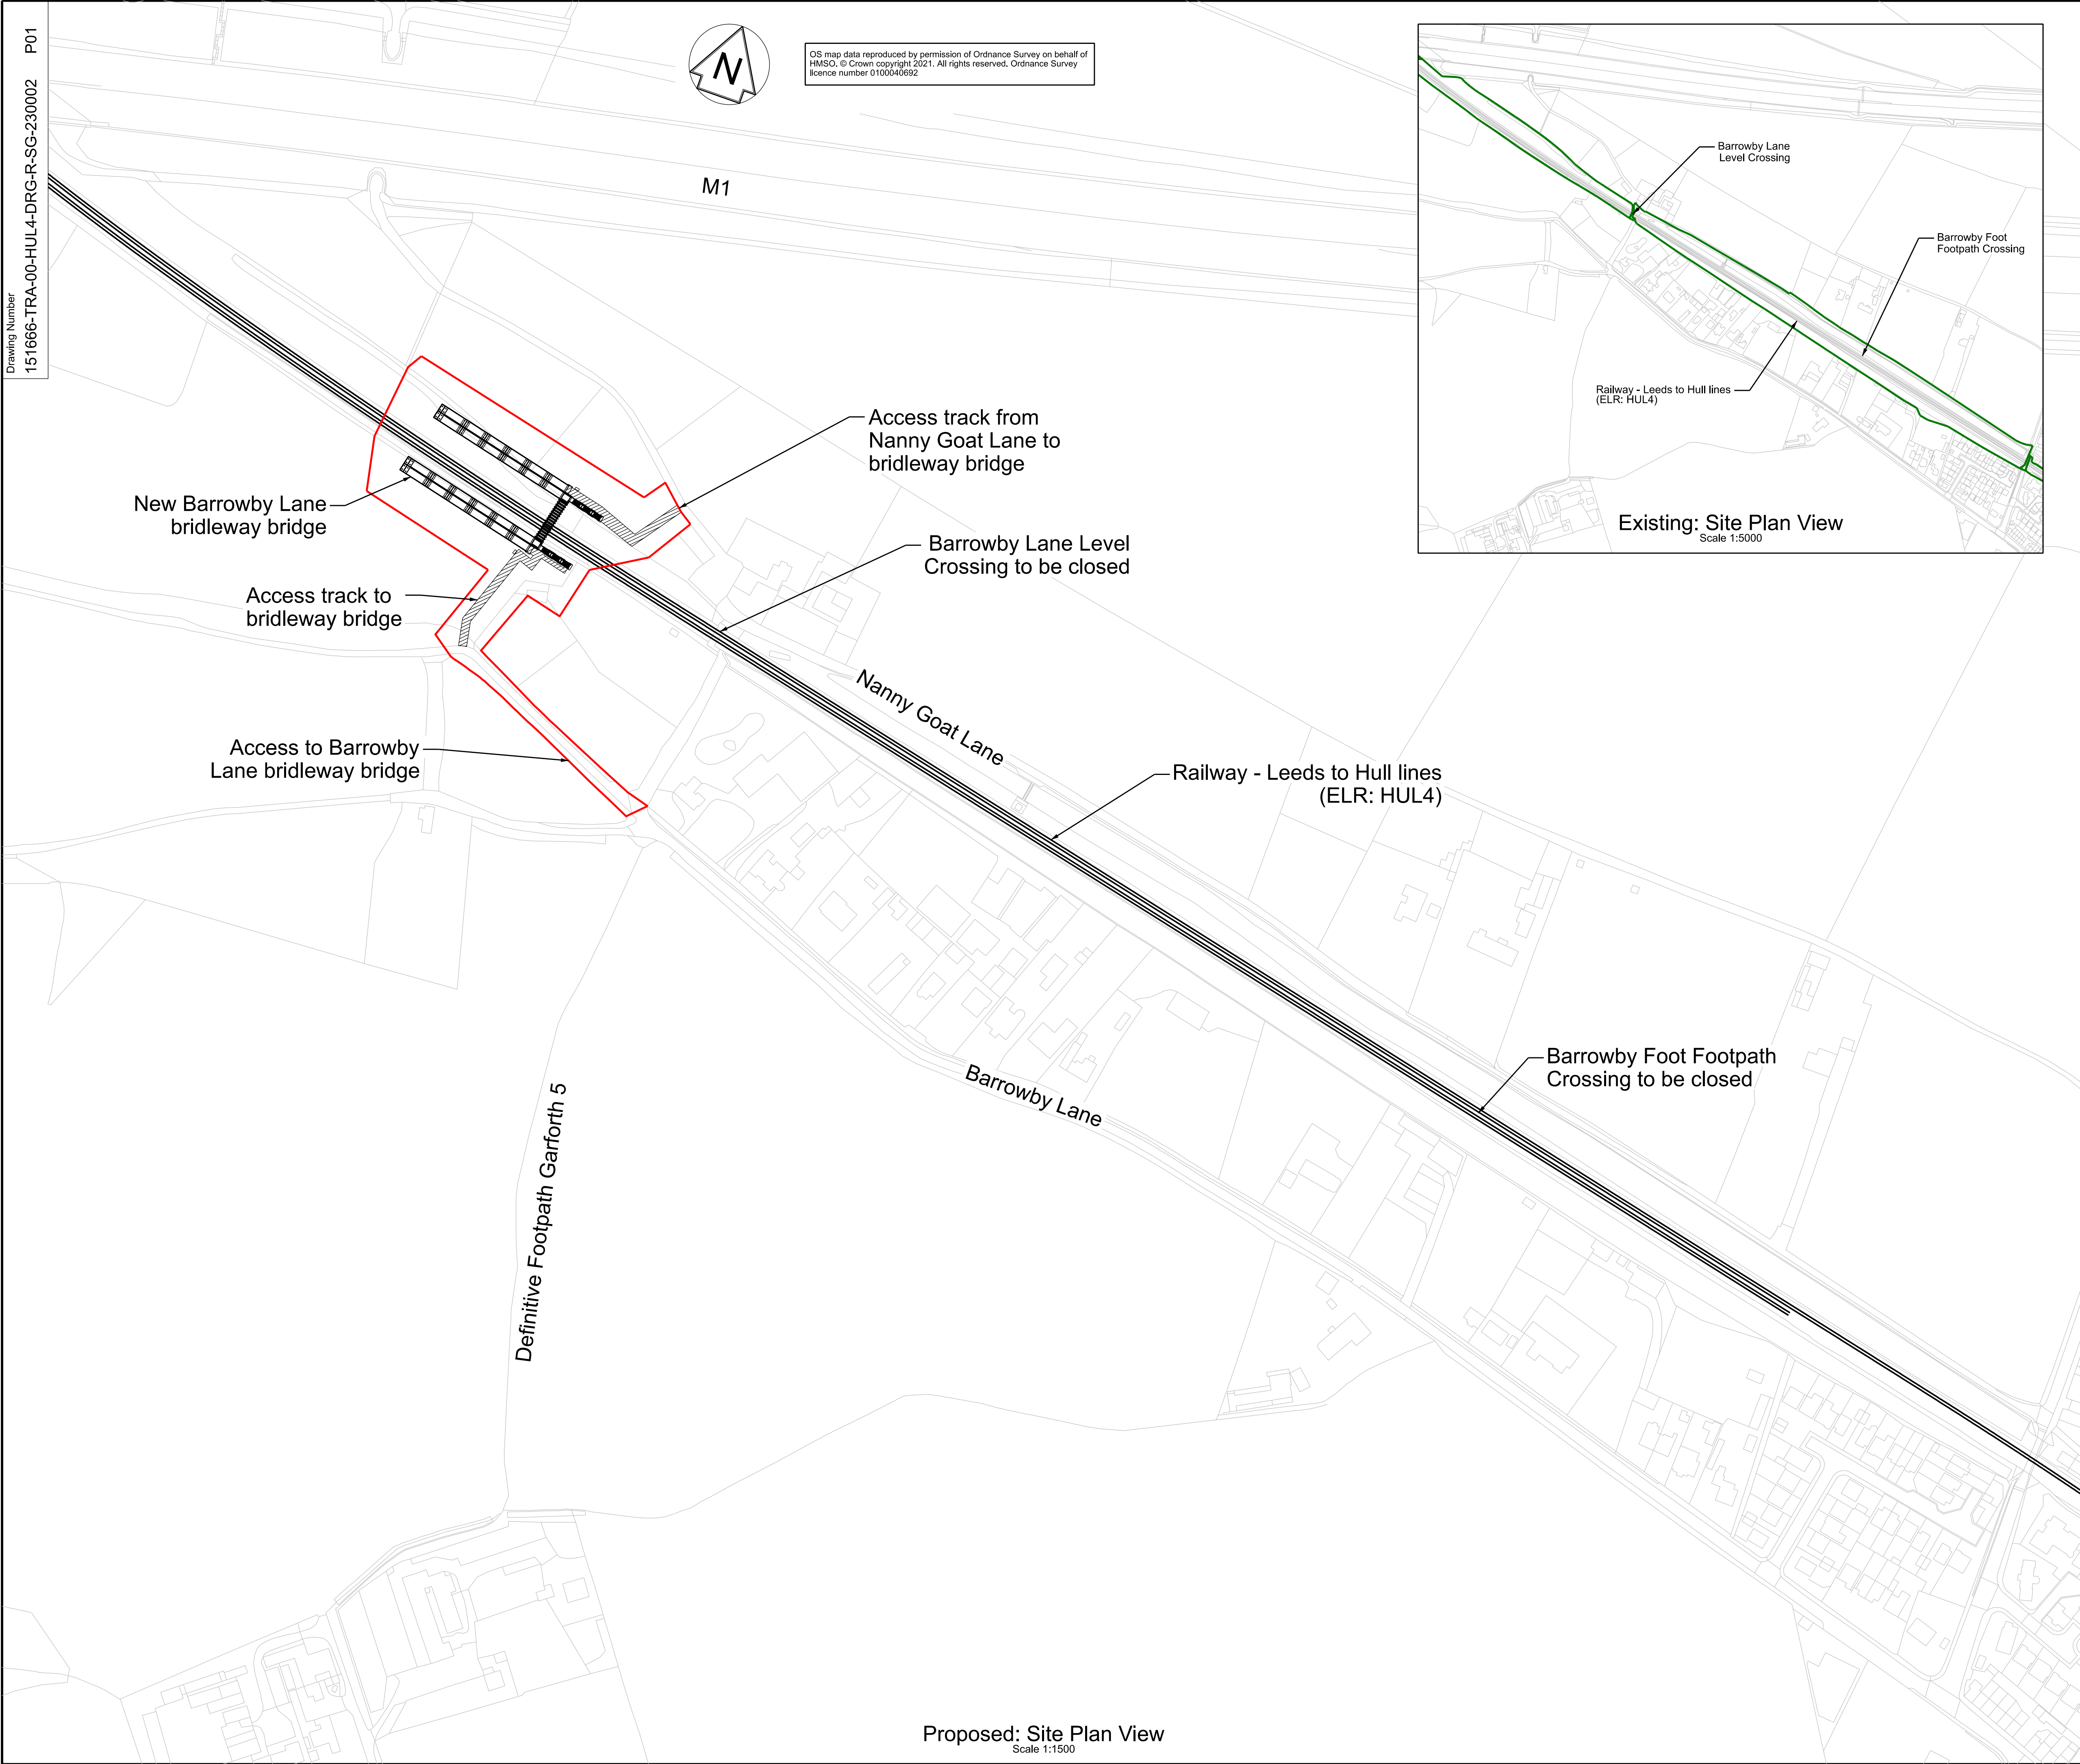 Drawing Number
151666-TRA-00-HUL4-DRG-R-SG-230002 P01
N
OS map data reproduced by permission of Ordnance Survey on behalf of
HMSO. © Crown copyright 2021. All rights reserved. Ordnance Survey
licence number 0100040692
M1
Barrowby Lane
Level Crossing
Barrowby Foot
Footpath Crossing
Railway - Leeds to Hull lines
(ELR: HUL4)
Existing: Site Plan View
Scale 1:5000
Access track from
Nanny Goat Lane to
bridleway bridge
New Barrowby Lane
bridleway bridge
Barrowby Lane Level
Crossing to be closed
Access track to
bridleway bridge
Nanny Goat Lane
Access to Barrowby
Lane bridleway bridge
Railway - Leeds to Hull lines
(ELR: HUL4)
Barrowby Foot Footpath
Crossing to be closed
Barrowby Lane
Definitive Footpath Garforth 5
Proposed: Site Plan View
Scale 1:1500